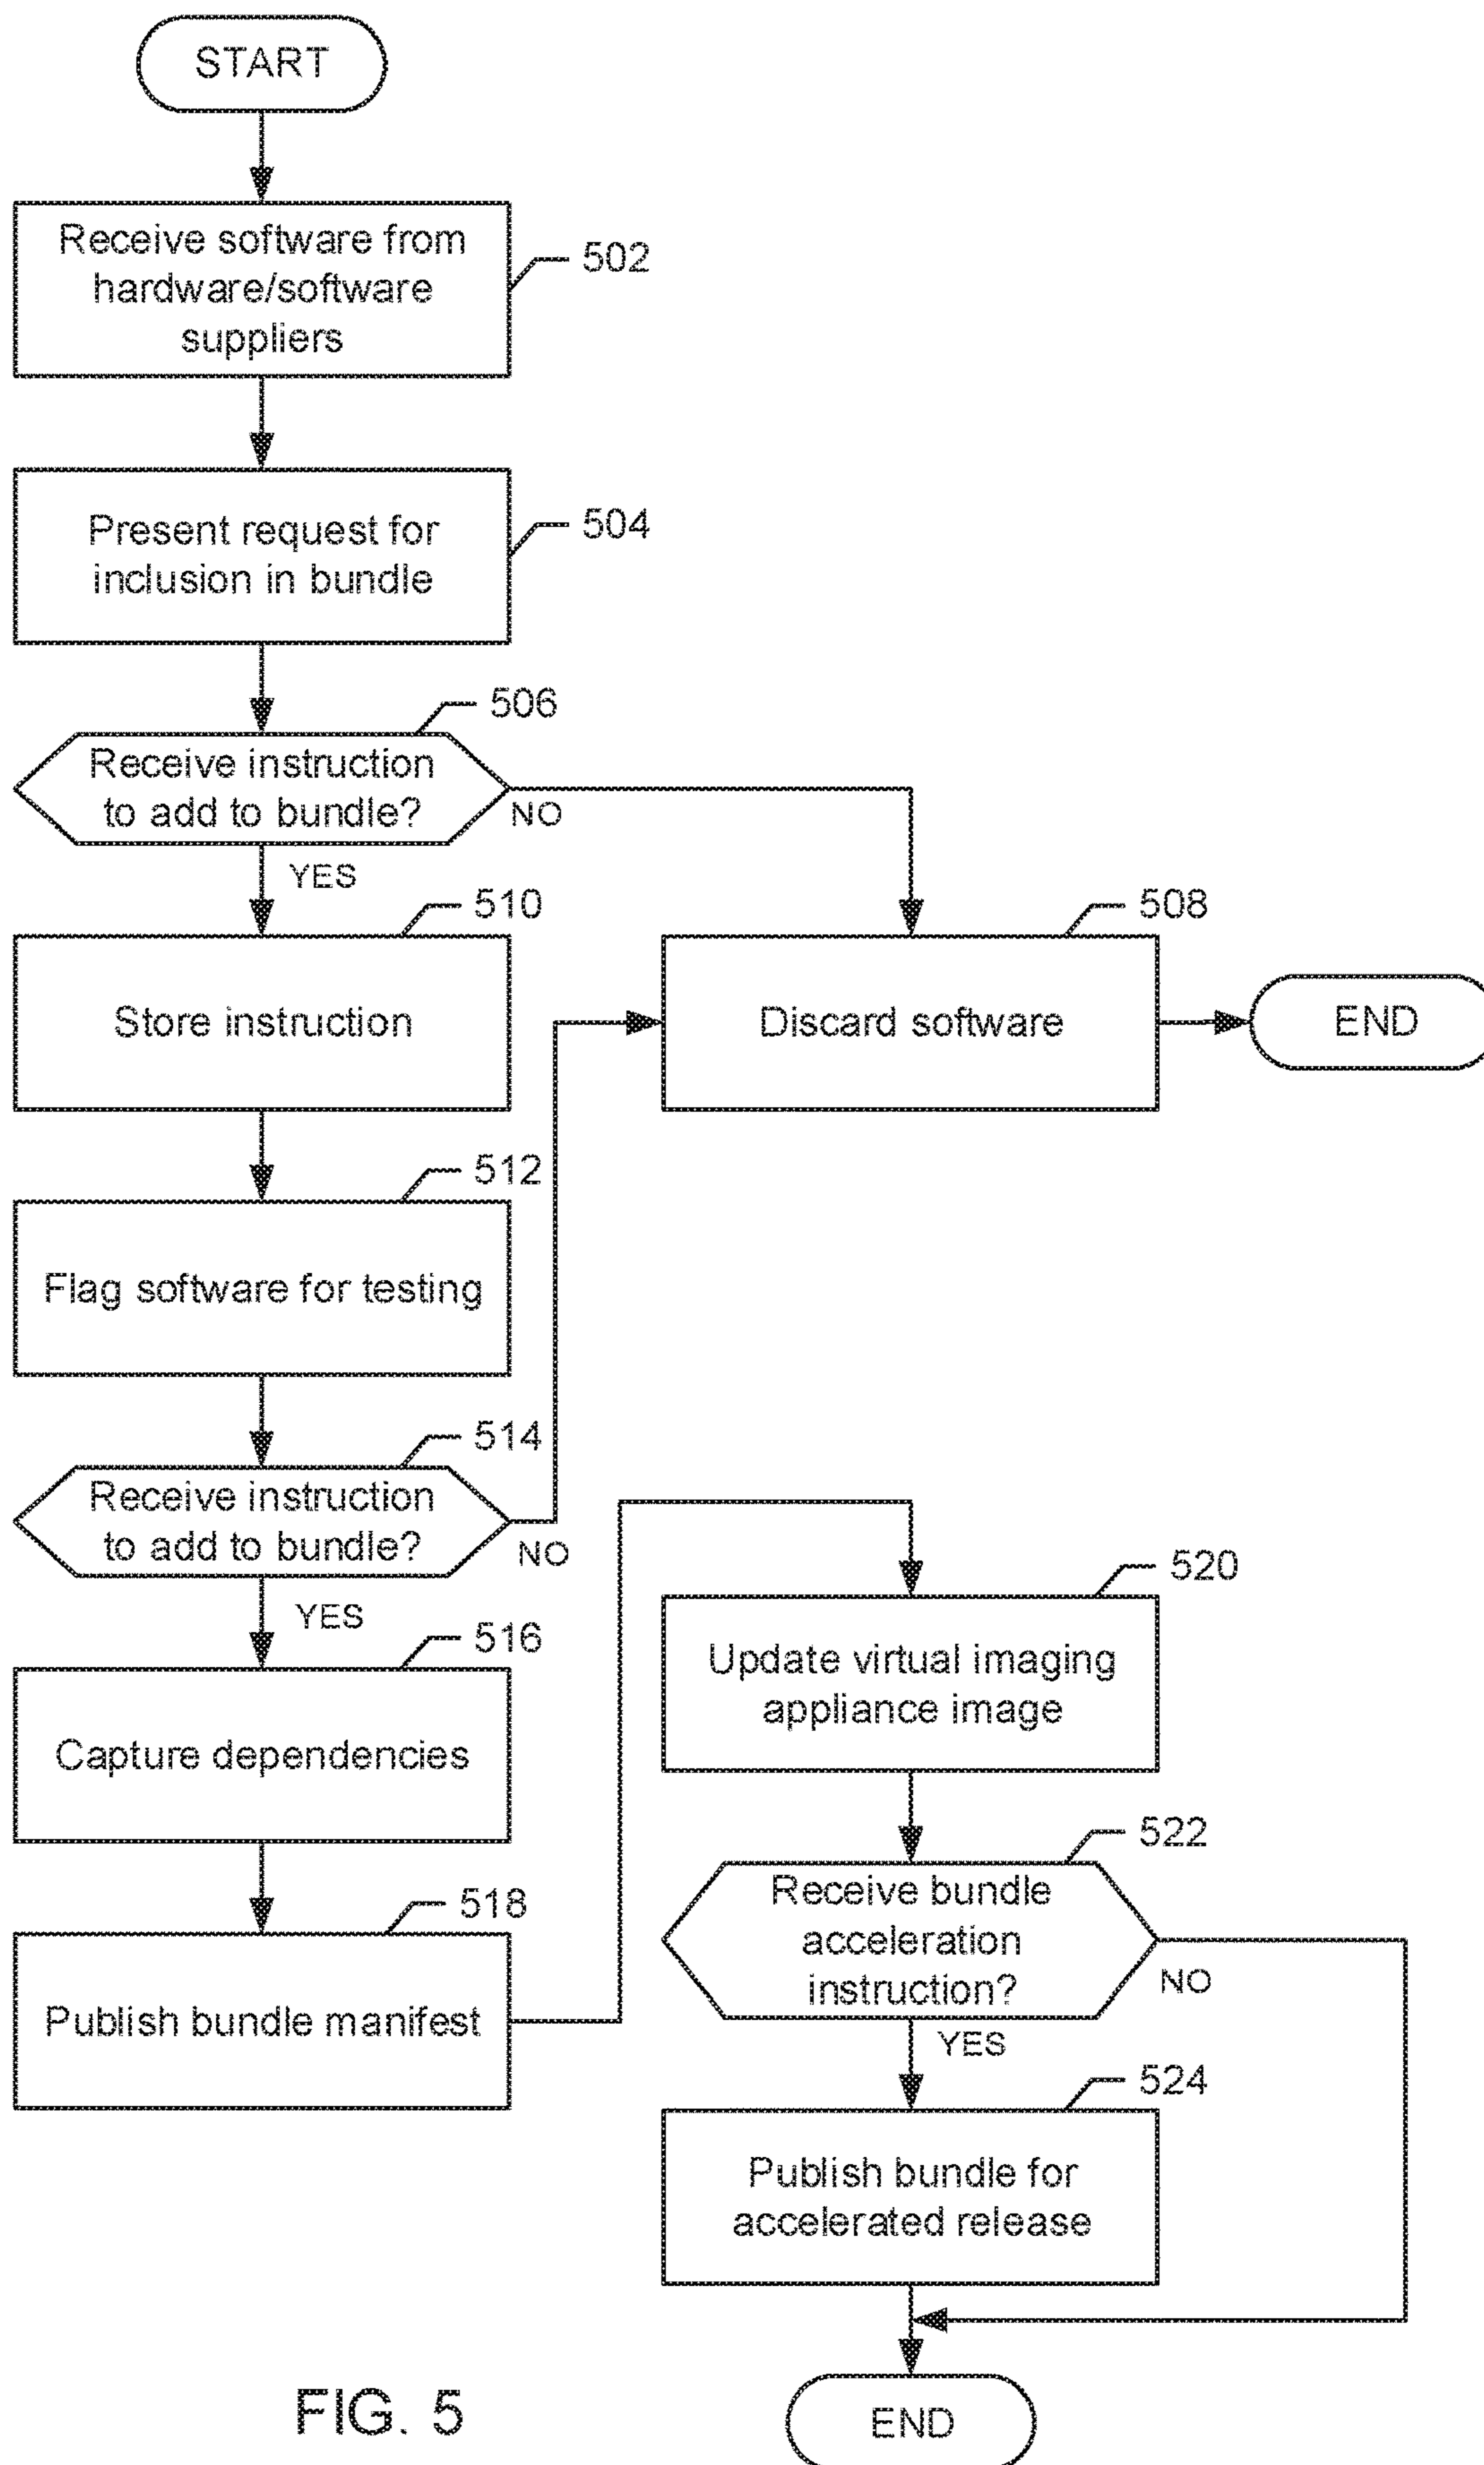 START
Receive software from
hardware/software
suppliers
502
Present request for
inclusion in bundle
504
506
Receive instruction
to add to bundle?
NO
YES
510
Store instruction
508
Discard software
END
512
Flag software for testing
514
Receive instruction
to add to bundle?
NO
YES
516
Capture dependencies
518
Publish bundle manifest
520
Update virtual imaging
appliance image
522
Receive bundle
acceleration
instruction?
NO
YES
524
Publish bundle for
accelerated release
END
FIG. 5